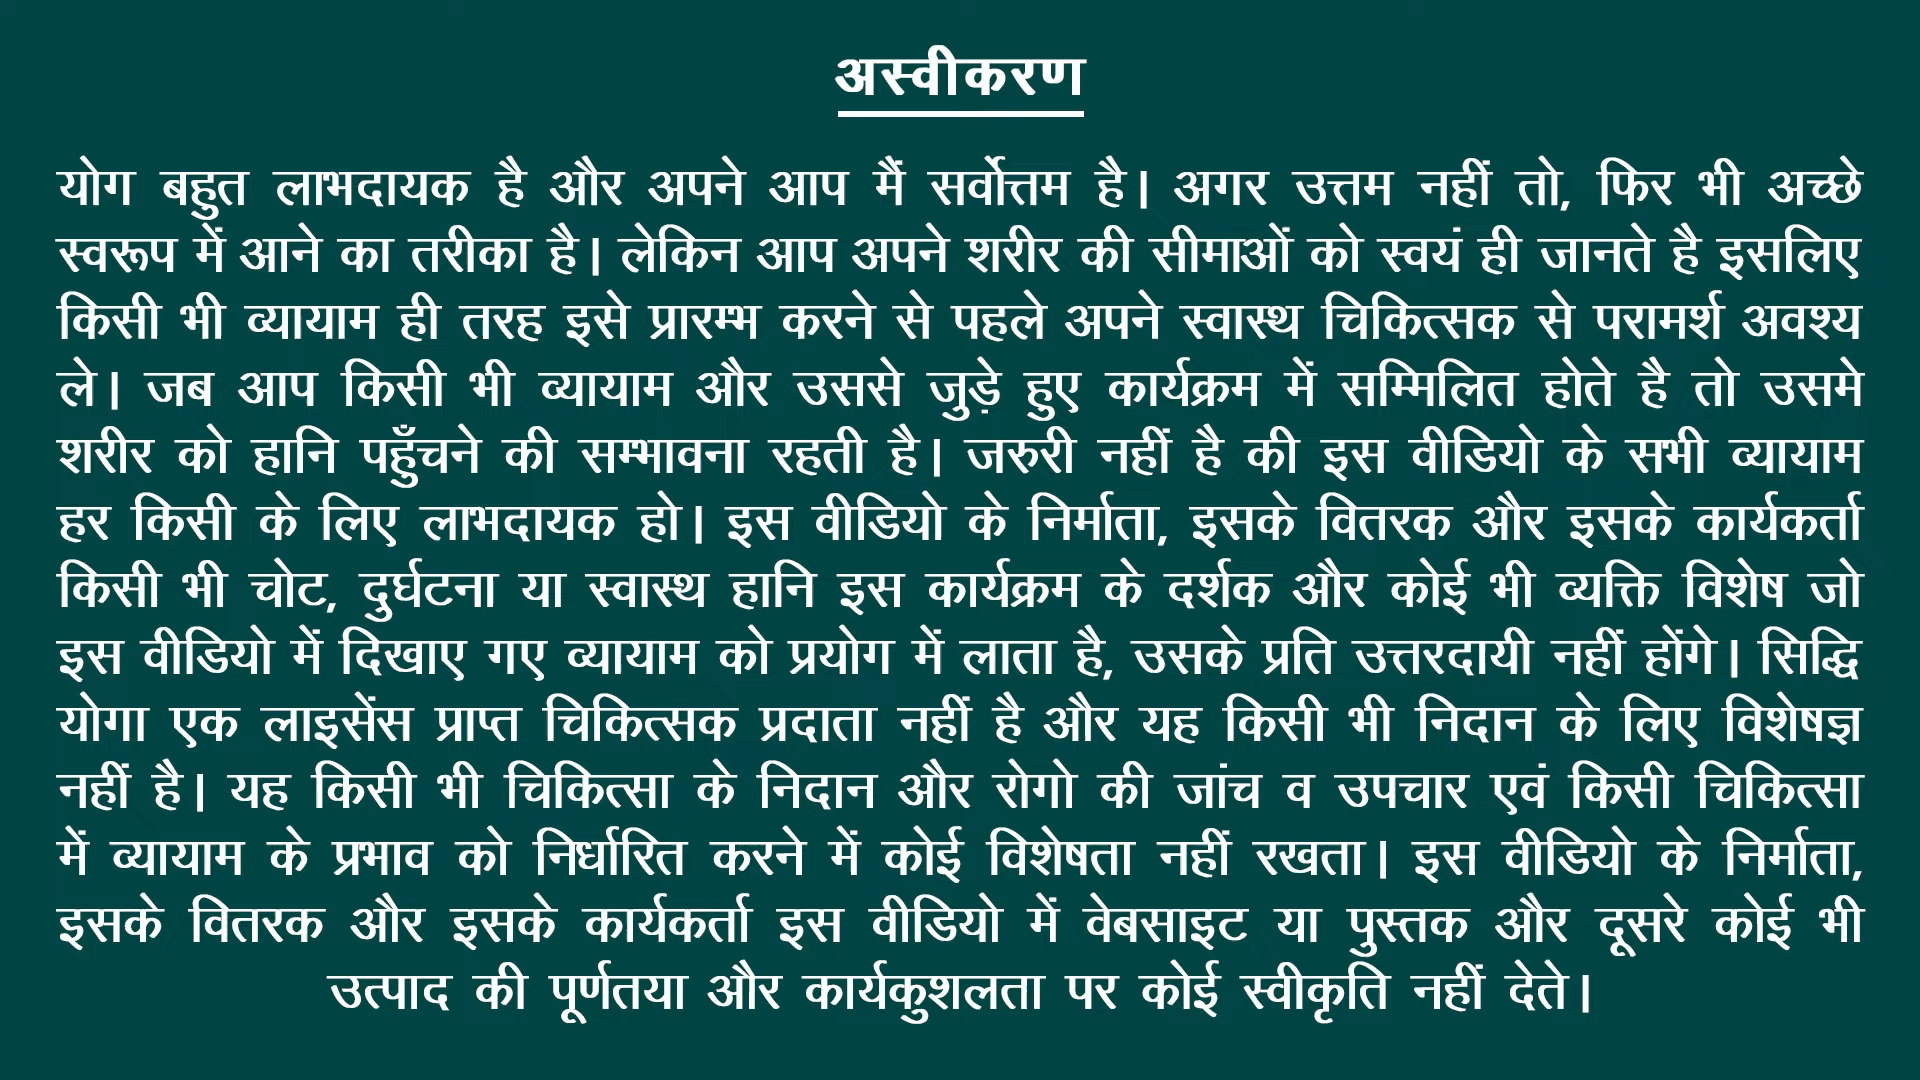 अस्वीकरण
योग बहुत लाभदायक है और अपने आप मैं सर्वोत्तम है। अगर उत्तम नहीं तो, फिर भी अच्छे
स्वरूप में आने का तरीका है। लेकिन आप अपने शरीर की सीमाओं को स्वयं ही जानते है इसलिए
किसी भी व्यायाम ही तरह इसे प्रारम्भ करने से पहले अपने स्वास्थ चिकित्सक से परामर्श अवश्य
ले। जब आप किसी भी व्यायाम और उससे जुड़े हुए कार्यक्रम में सम्मिलित होते है तो उसमे
शरीर को हानि पहुँचने की सम्भावना रहती है। जरुरी नहीं है की इस वीडियो के सभी व्यायाम
हर किसी के लिए लाभदायक हो। इस वीडियो के निर्माता, इसके वितरक और इसके कार्यकर्ता
किसी भी चोट, दुर्घटना या स्वास्थ हानि इस कार्यक्रम के दर्शक और कोई भी व्यक्ति विशेष जो
इस वीडियो में दिखाए गए व्यायाम को प्रयोग में लाता है, उसके प्रति उत्तरदायी नहीं होंगे। सिद्धि
योगा एक लाइसेंस प्राप्त चिकित्सक प्रदाता नहीं है और यह किसी भी निदान के लिए विशेषज्ञ
नहीं है। यह किसी भी चिकित्सा के निदान और रोगो की जांच व उपचार एवं किसी चिकित्सा
में व्यायाम के प्रभाव को निर्धारित करने में कोई विशेषता नहीं रखता। इस वीडियो के निर्माता,
इसके वितरक और इसके कार्यकर्ता इस वीडियो में वेबसाइट या पुस्तक और दूसरे कोई भी
उत्पाद की पूर्णतया और कार्यकुशलता पर कोई स्वीकृति नहीं देते।